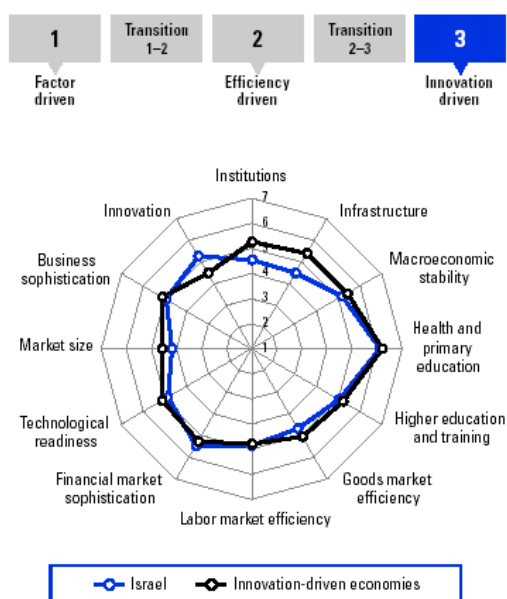 1
Transition
1–2
2
Transition
2–3
3
Factor
driven
Efficiency
driven
Innovation
driven
Institutions
7
6
5
4
3
2
1
Infrastructure
Macroeconomic
stability
Health and
primary
education
Higher education
and training
Goods market
efficiency
Labor market efficiency
Financial market
sophistication
Technological
readiness
Market size
Business
sophistication
Innovation
Israel
Innovation-driven economies